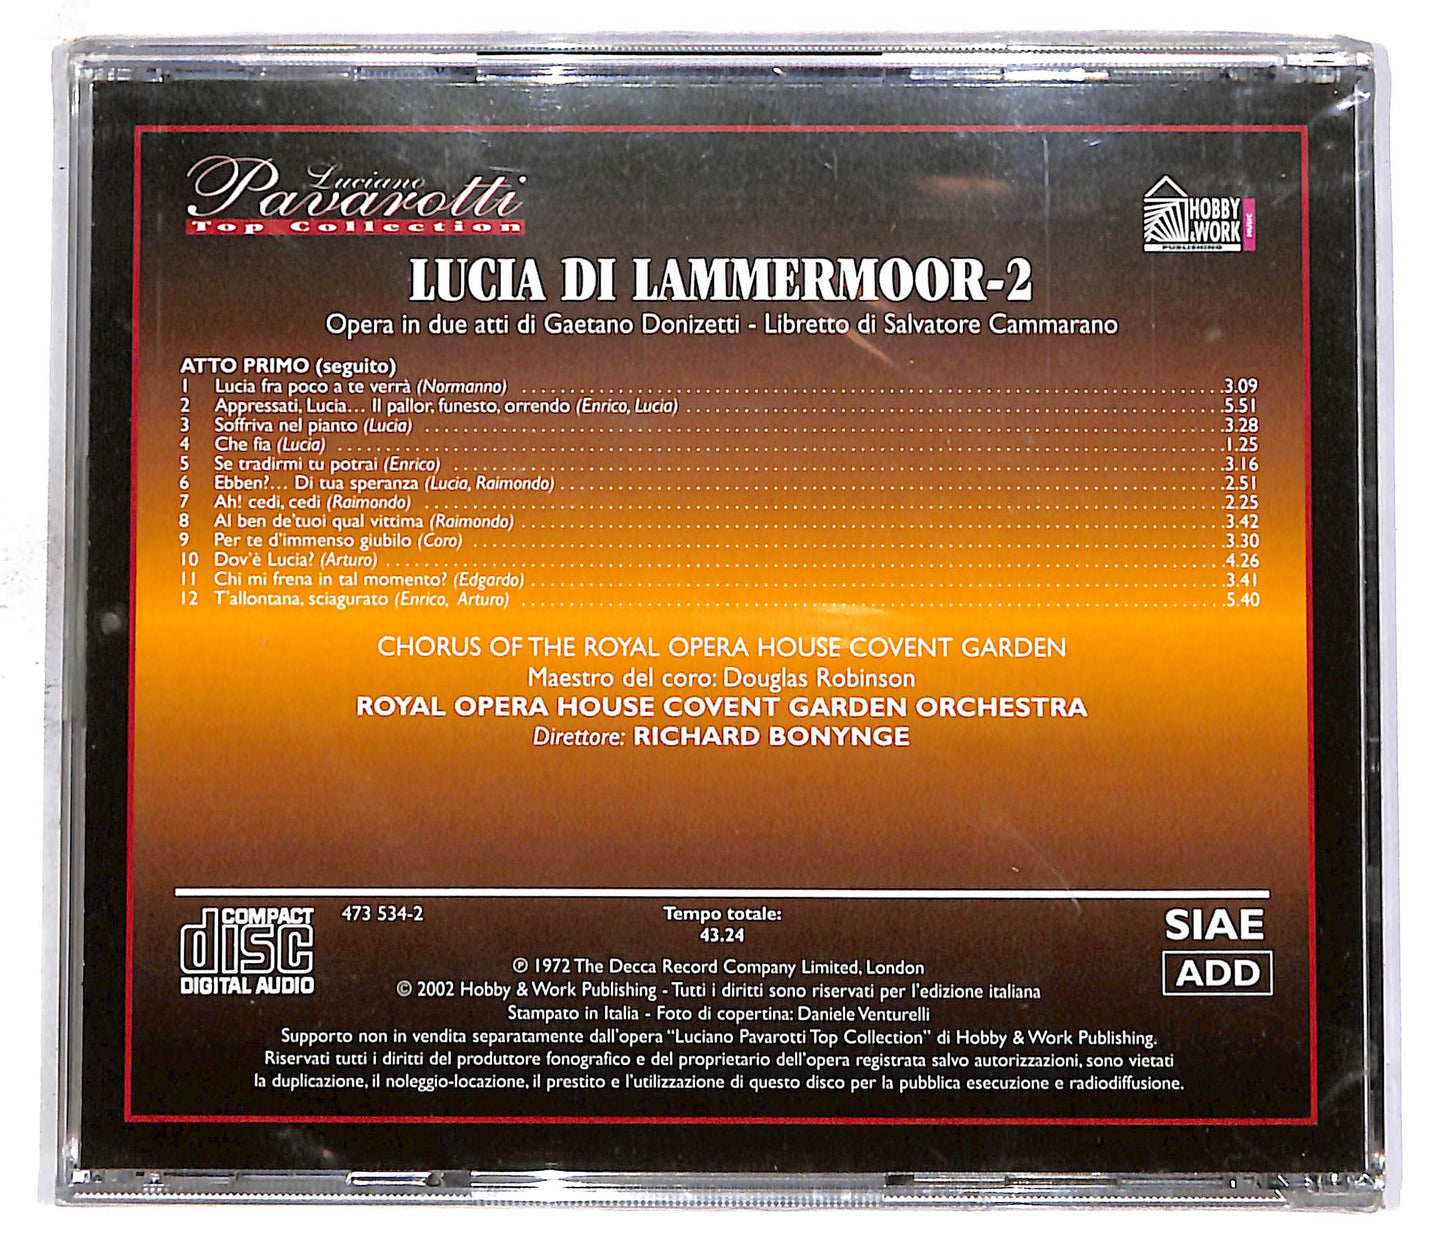 Luciano
Pavarotti
Top Collection
HOBBY
& WORK
PUBLISHING
MUSIC
LUCIA DI LAMMERMOOR-2
Opera in due atti di Gaetano Donizetti - Libretto di Salvatore Cammarano
ATTO PRIMO (seguito)
1 Lucia fra poco a te verrà (Normanno) 3.09
2 Appressati, Lucia... Il pallor, funesto, orrendo (Enrico, Lucia) 5.51
3 Soffriva nel pianto (Lucia) 3.28
4 Che fia (Lucia) 1.25
5 Se tradirmi tu potrai (Enrico) 3.16
6 Ebben?... Di tua speranza (Lucia, Raimondo) 2.51
7 Ah! cedi, cedi (Raimondo) 2.25
8 Al ben de'tuoi qual vittima (Raimondo) 3.42
9 Per te d'immenso giubilo (Coro) 3.30
10 Dov'è Lucia? (Arturo) 4.26
11 Chi mi frena in tal momento? (Edgardo) 3.41
12 T'allontana, sciagurato (Enrico, Arturo) 5.40
CHORUS OF THE ROYAL OPERA HOUSE COVENT GARDEN
Maestro del coro: Douglas Robinson
ROYAL OPERA HOUSE COVENT GARDEN ORCHESTRA
Direttore: RICHARD BONYNGE
COMPACT
disc
DIGITAL AUDIO
473 534-2
Tempo totale:
43.24
SIAE
ADD
℗ 1972 The Decca Record Company Limited, London
© 2002 Hobby & Work Publishing - Tutti i diritti sono riservati per l'edizione italiana
Stampato in Italia - Foto di copertina: Daniele Venturelli
Supporto non in vendita separatamente dall'opera "Luciano Pavarotti Top Collection" di Hobby & Work Publishing.
Riservati tutti i diritti del produttore fonografico e del proprietario dell'opera registrata salvo autorizzazioni, sono vietati
la duplicazione, il noleggio-locazione, il prestito e l'utilizzazione di questo disco per la pubblica esecuzione e radiodiffusione.